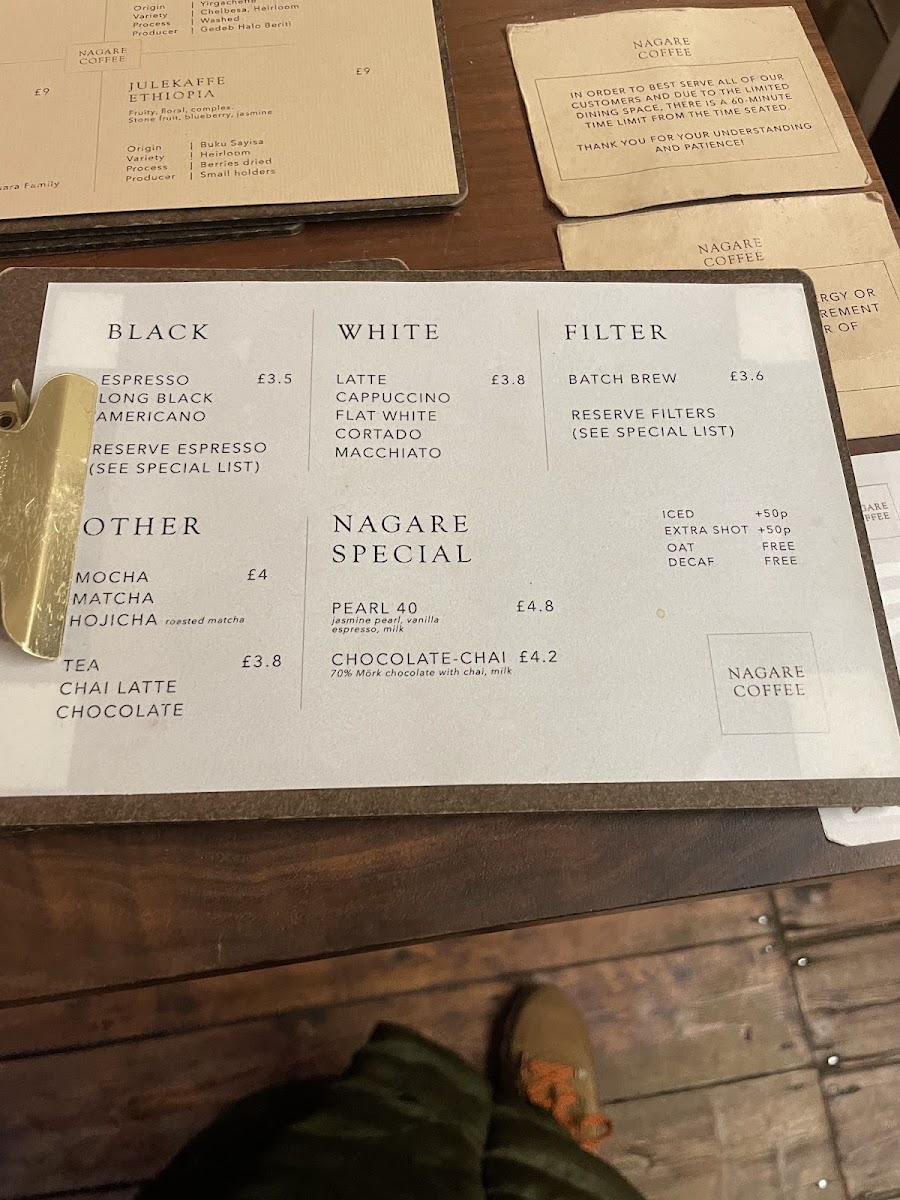 Origin | Yirgacheffe
Variety | Chelbesa, Heirloom
Process | Washed
Producer | Gedeb Halo Beriti
NAGARE
COFFEE
£9
JULEKAFFE £9
ETHIOPIA
Fruity, floral, complex.
Stone fruit, blueberry, jasmine
Origin | Buku Sayisa
Variety | Heirloom
Process | Berries dried
Producer | Small holders
Family
NAGARE
COFFEE
IN ORDER TO BEST SERVE ALL OF OUR
CUSTOMERS AND DUE TO THE LIMITED
DINING SPACE, THERE IS A 60-MINUTE
TIME LIMIT FROM THE TIME SEATED.
THANK YOU FOR YOUR UNDERSTANDING
AND PATIENCE!
NAGARE
COFFEE
OR
OF
BLACK
ESPRESSO £3.5
LONG BLACK
AMERICANO
RESERVE ESPRESSO
(SEE SPECIAL LIST)
WHITE
LATTE £3.8
CAPPUCCINO
FLAT WHITE
CORTADO
MACCHIATO
FILTER
BATCH BREW £3.6
RESERVE FILTERS
(SEE SPECIAL LIST)
OTHER
MOCHA £4
MATCHA
HOJICHA roasted matcha
TEA £3.8
CHAI LATTE
CHOCOLATE
NAGARE
SPECIAL
PEARL 40 £4.8
jasmine pearl, vanilla
espresso, milk
CHOCOLATE-CHAI £4.2
70% Mörk chocolate with chai, milk
ICED +50p
EXTRA SHOT +50p
OAT FREE
DECAF FREE
NAGARE
COFFEE